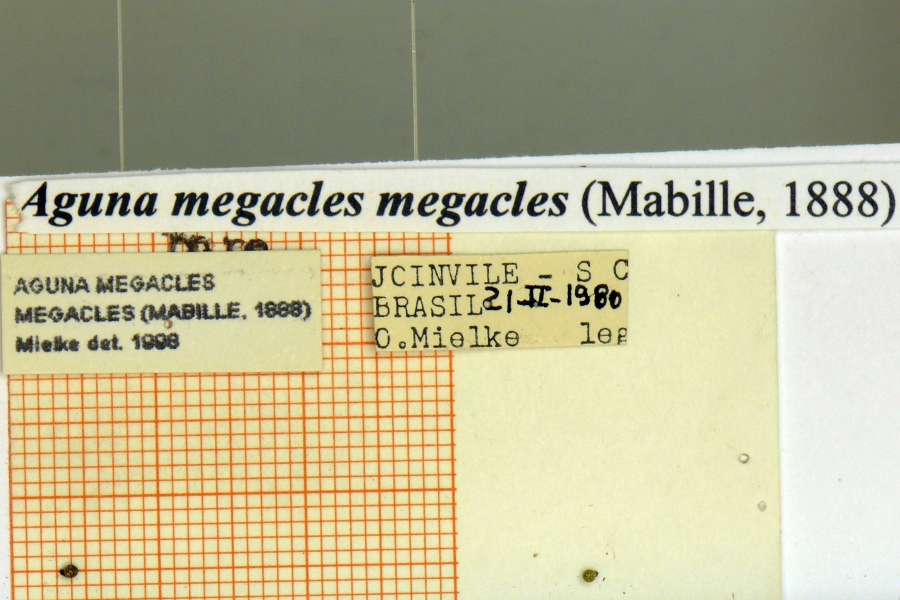 Aguna megacles megacles (Mabille, 1888)
AGUNA MEGACLES
MEGACLES (MABILLE, 1888)
Mielke det. 1998
JCINVILE - S C
BRASIL 21-II-1980
O.Mielke leg